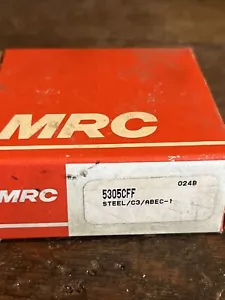 MRC
MRC
024B
5305CFF
STEEL/C3/ABEC-1